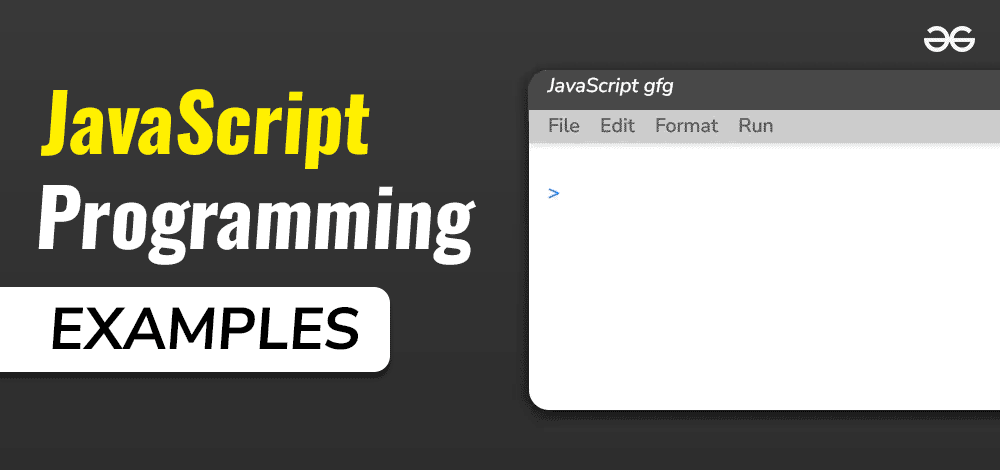 JavaScript
Programming
EXAMPLES
JavaScript gfg
File Edit Format Run
>